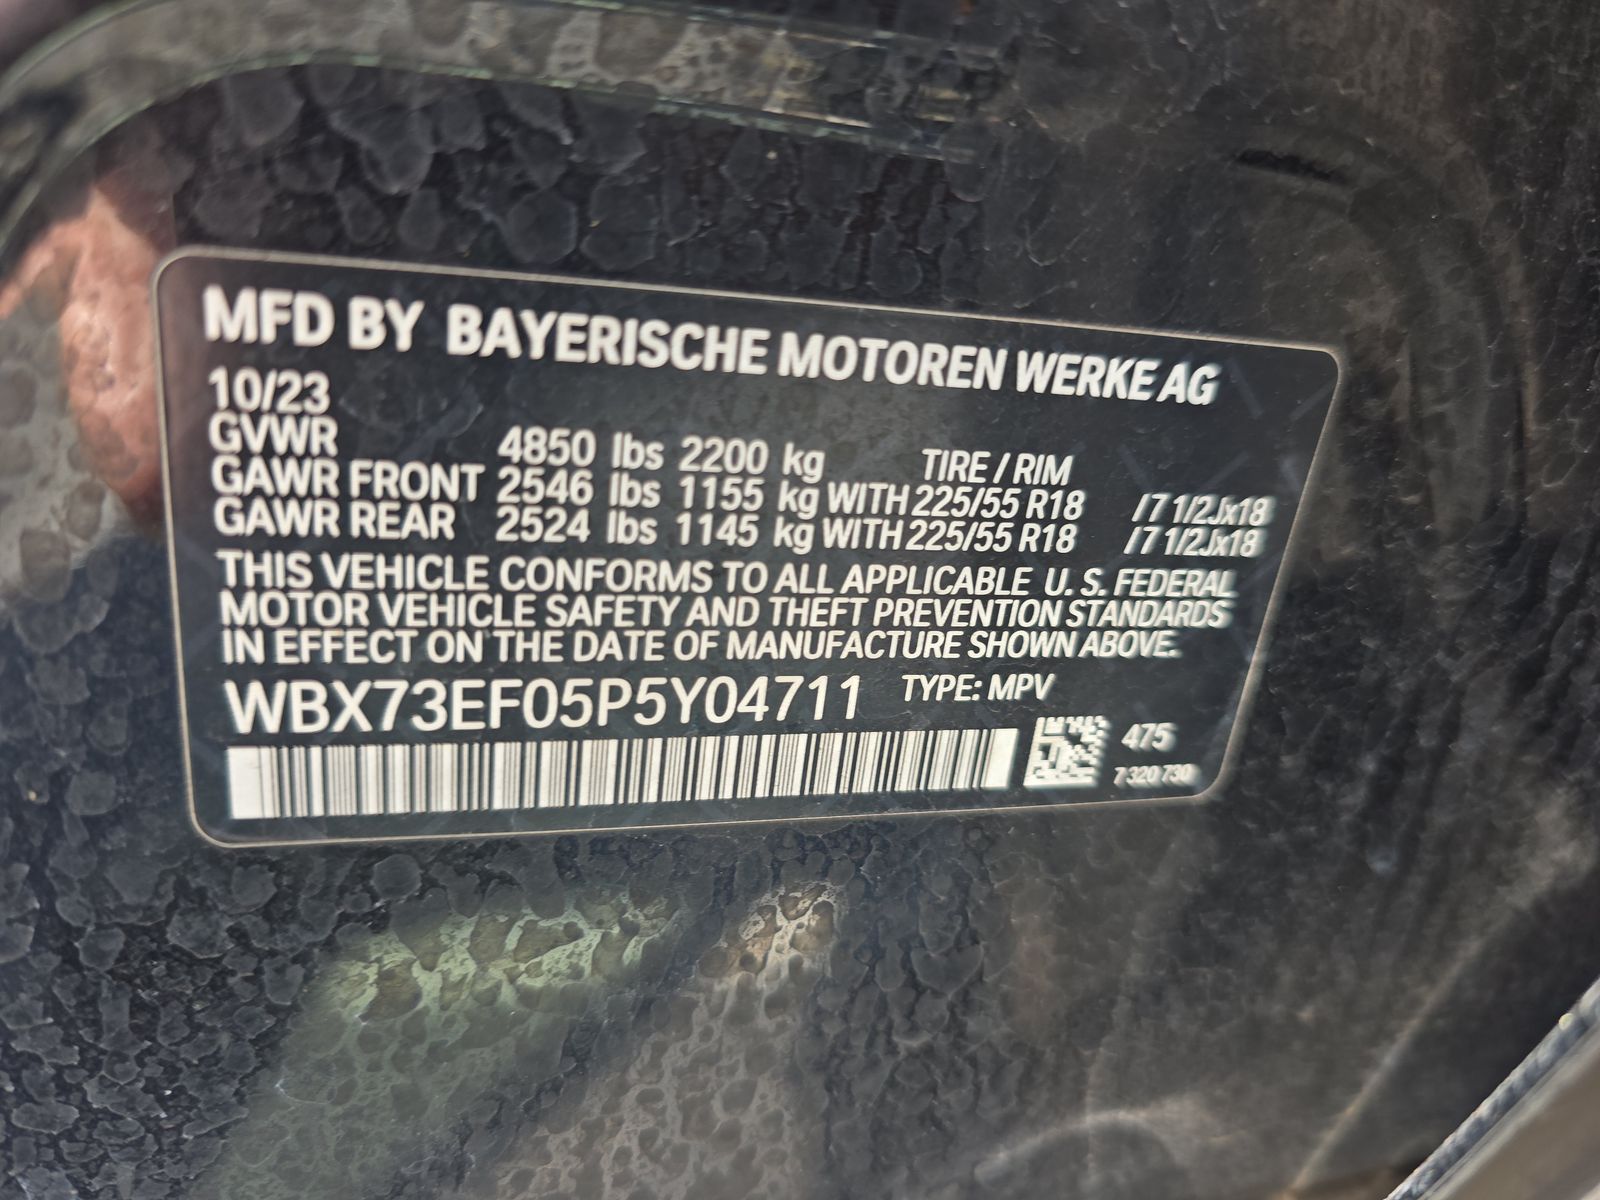 MFD BY BAYERISCHE MOTOREN WERKE AG
10/23
GVWR 4850 lbs 2200 kg TIRE / RIM
GAWR FRONT 2546 lbs 1155 kg WITH 225/55 R18 /7 1/2Jx18
GAWR REAR 2524 lbs 1145 kg WITH 225/55 R18 /7 1/2Jx18
THIS VEHICLE CONFORMS TO ALL APPLICABLE U. S. FEDERAL
MOTOR VEHICLE SAFETY AND THEFT PREVENTION STANDARDS
IN EFFECT ON THE DATE OF MANUFACTURE SHOWN ABOVE.
WBX73EF05P5Y04711 TYPE: MPV
475
7 320 730